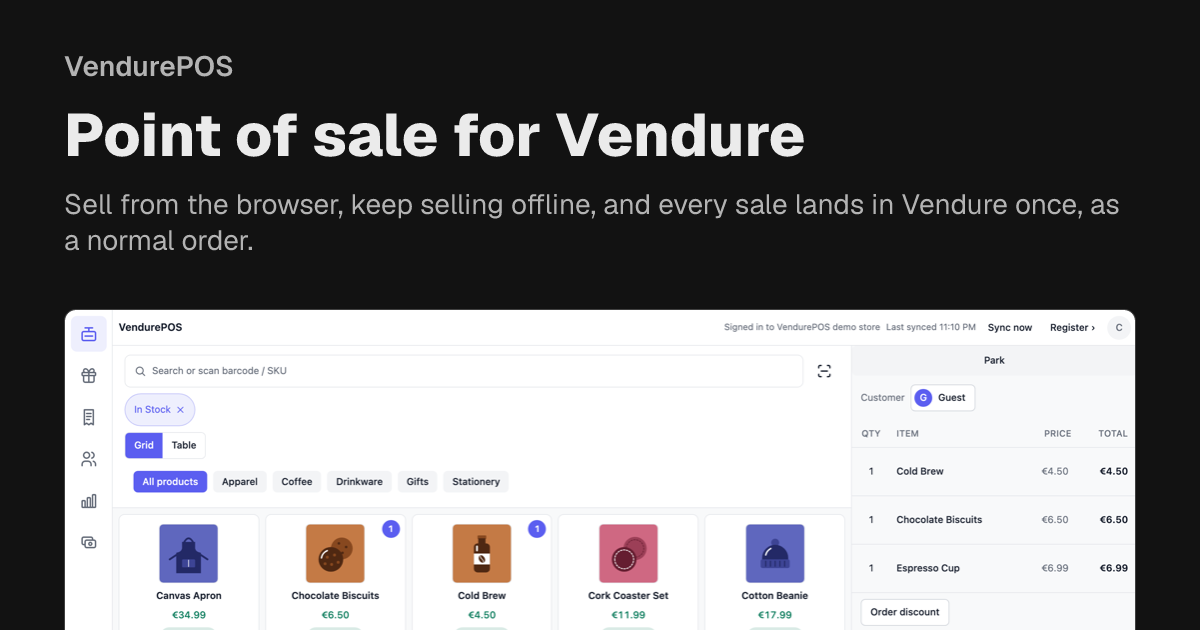 VendurePOS
Point of sale for Vendure
Sell from the browser, keep selling offline, and every sale lands in Vendure once, as
a normal order.
VendurePOS
Signed in to VendurePOS demo store Last synced 11:10 PM Sync now Register › C
Search or scan barcode / SKU
In Stock ×
Grid Table
All products Apparel Coffee Drinkware Gifts Stationery
1
1
Canvas Apron Chocolate Biscuits Cold Brew Cork Coaster Set Cotton Beanie
€34.99 €6.50 €4.50 €11.99 €17.99
Park
Customer G Guest
QTY ITEM PRICE TOTAL
1 Cold Brew €4.50 €4.50
1 Chocolate Biscuits €6.50 €6.50
1 Espresso Cup €6.99 €6.99
Order discount